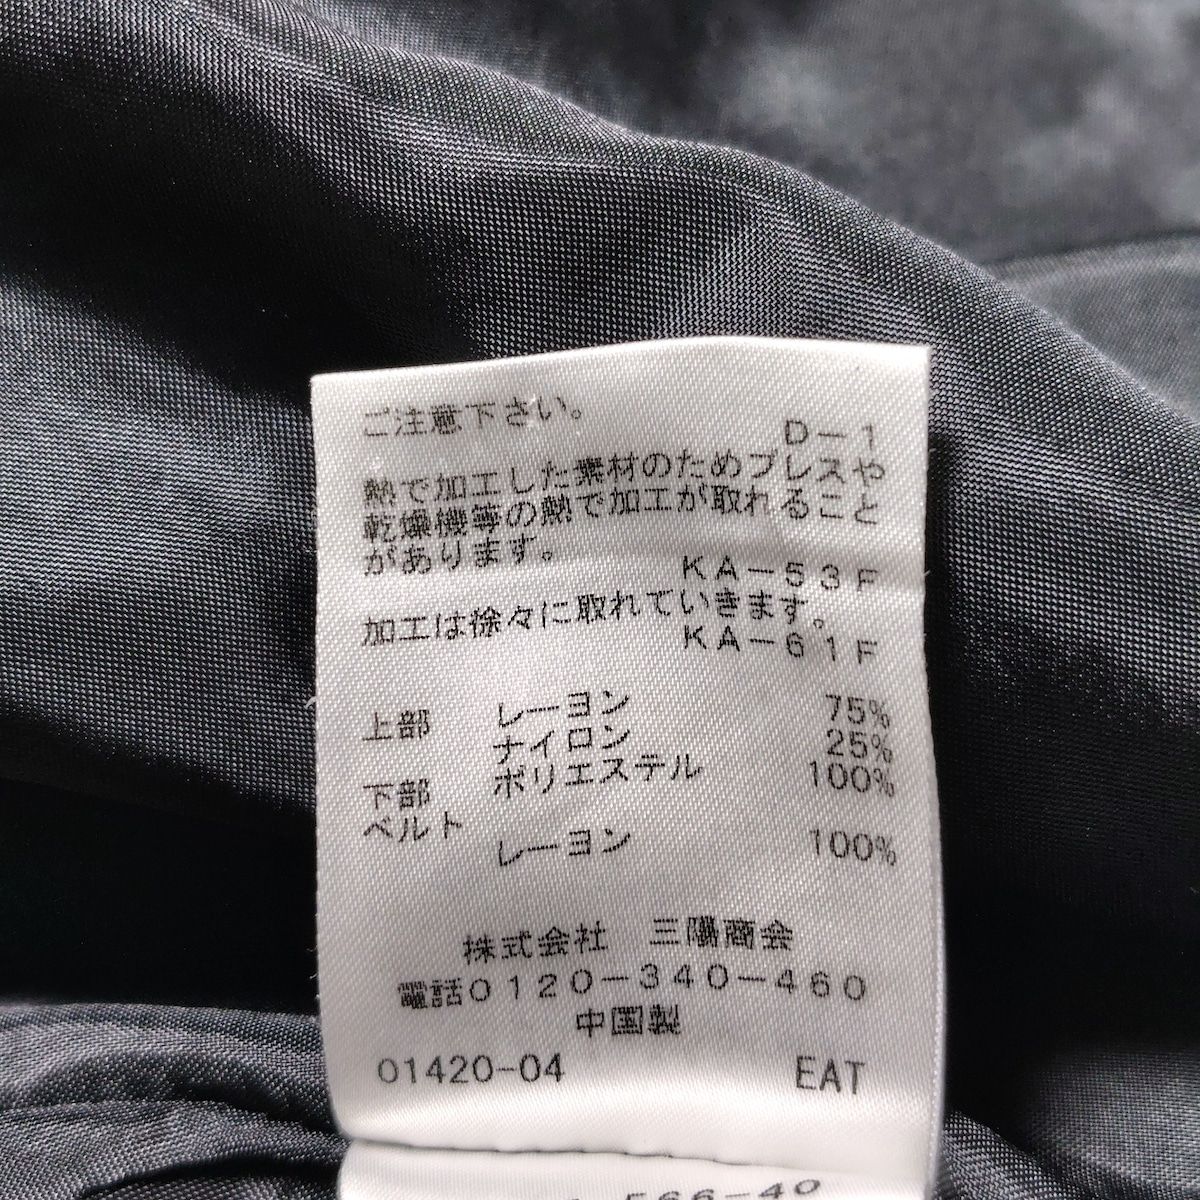 ご注意下さい。
D-1
熱で加工した素材のためプレスや
乾燥機等の熱で加工が取れること
があります。
KA-53F
加工は徐々に取れていきます。
KA-61F
上部 レーヨン 75%
ナイロン 25%
下部 ポリエステル 100%
ベルト
レーヨン 100%
株式会社 三陽商会
電話0120-340-460
中国製
01420-04 EAT
566-40